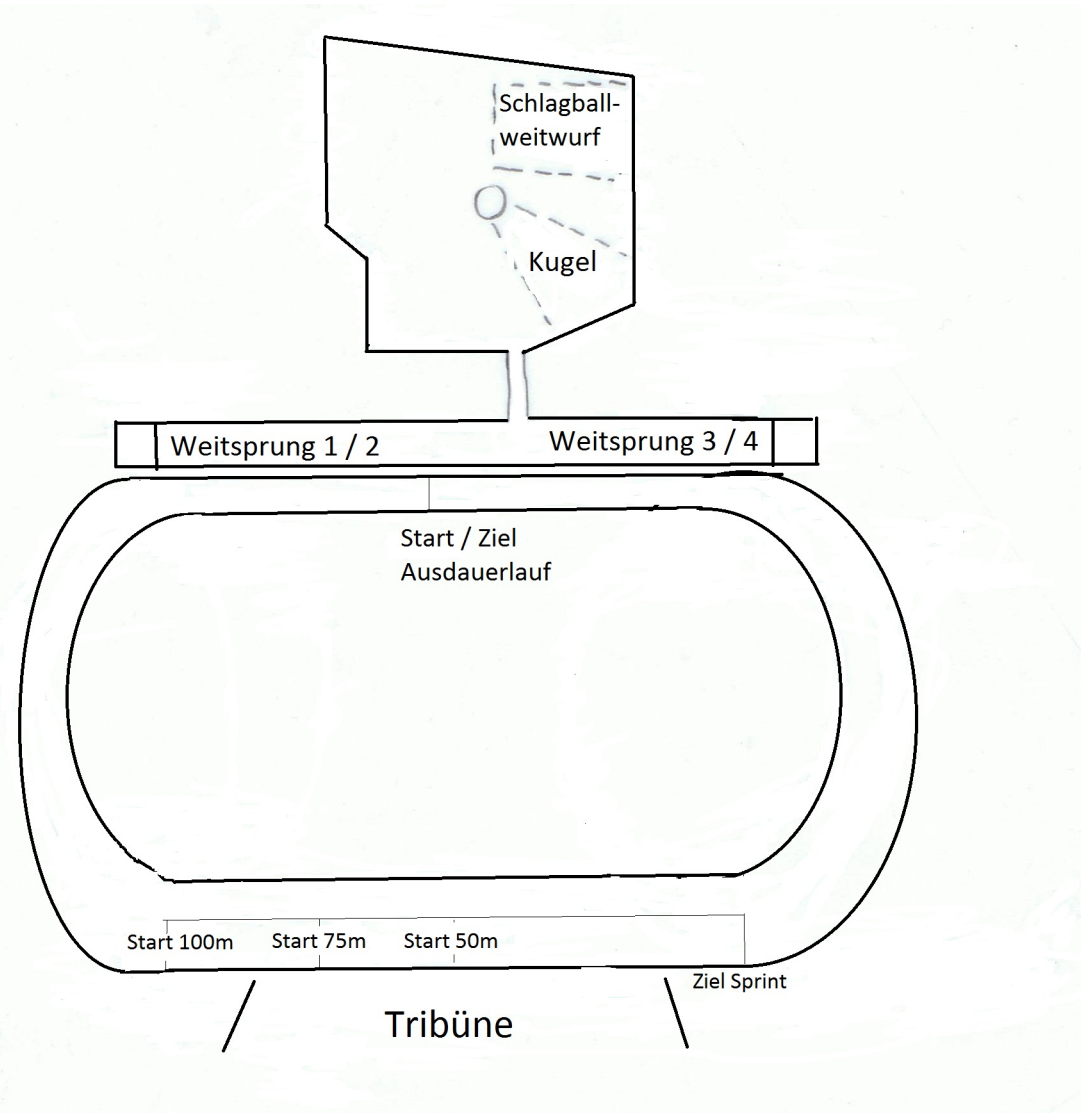 Schlagball-
weitwurf
Kugel
Weitsprung 1 / 2
Weitsprung 3 / 4
Start / Ziel
Ausdauerlauf
Start 100m
Start 75m
Start 50m
Ziel Sprint
Tribüne